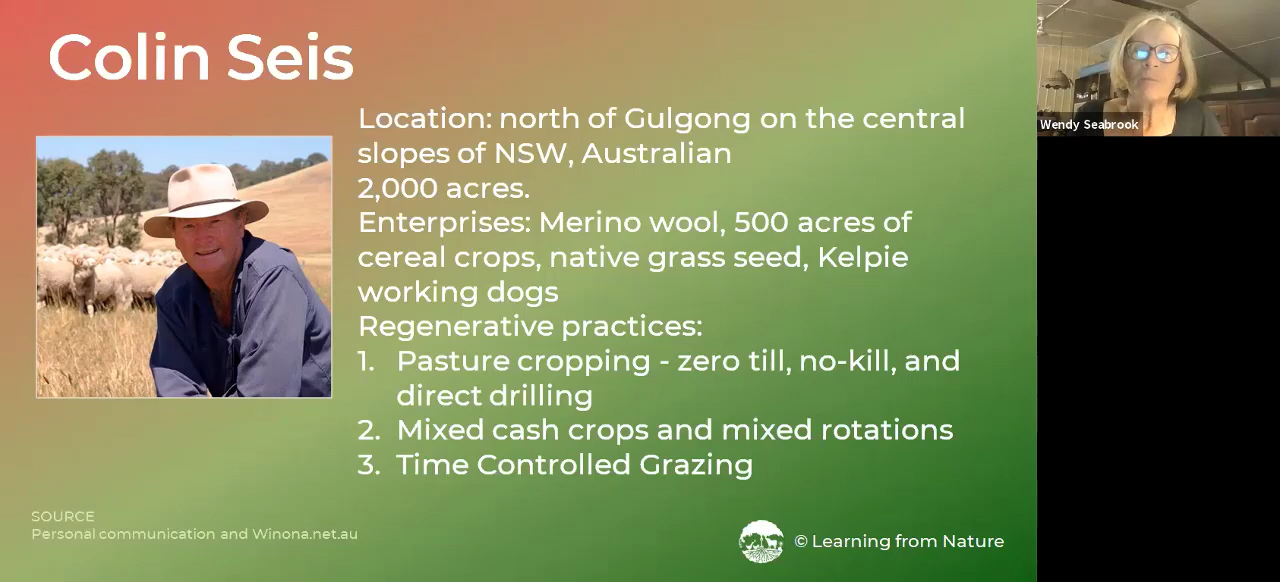 Colin Seis
Location: north of Gulgong on the central
slopes of NSW, Australian
2,000 acres.
Enterprises: Merino wool, 500 acres of
cereal crops, native grass seed, Kelpie
working dogs
Regenerative practices:
1. Pasture cropping - zero till, no-kill, and
direct drilling
2. Mixed cash crops and mixed rotations
3. Time Controlled Grazing
SOURCE
Personal communication and Winona.net.au
© Learning from Nature
Wendy Seabrook